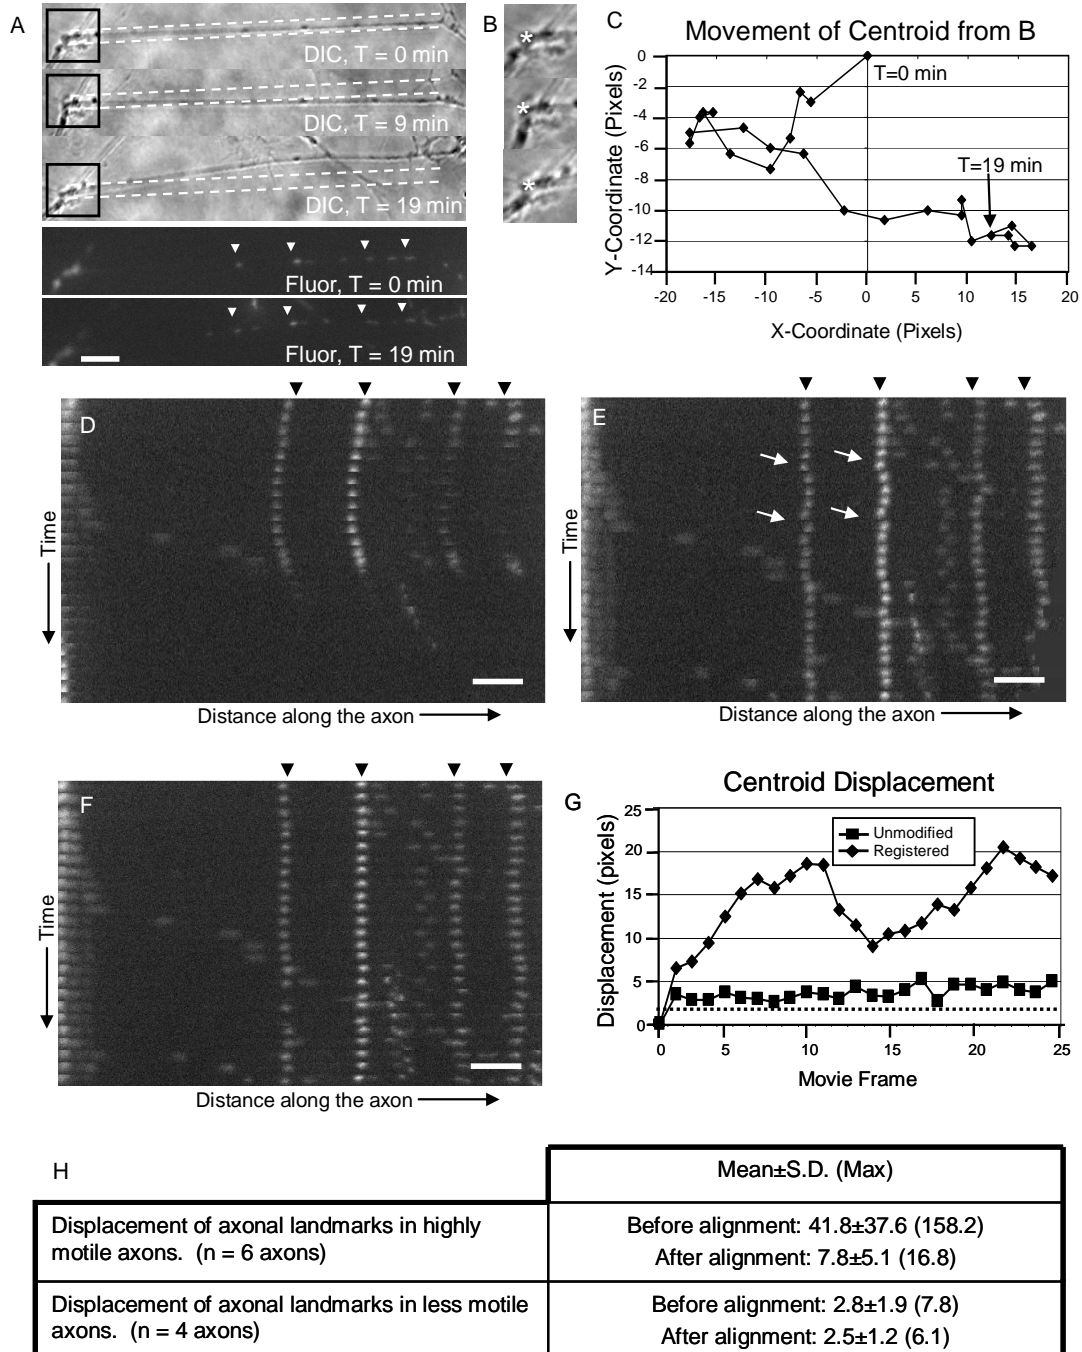 A
DIC, T = 0 min
DIC, T = 9 min
DIC, T = 19 min
Fluor, T = 0 min
Fluor, T = 19 min
B
*
*
*
C
Movement of Centroid from B
Y-Coordinate (Pixels)
0
-2
-4
-6
-8
-10
-12
-14
T=0 min
T=19 min
-20 -15 -10 -5 0 5 10 15 20
X-Coordinate (Pixels)
D
Time
Distance along the axon
E
Time
Distance along the axon
F
Time
Distance along the axon
G
Centroid Displacement
Displacement (pixels)
25
20
15
10
5
0
Unmodified
Registered
0 5 10 15 20 25
Movie Frame
H
Mean±S.D. (Max)
Displacement of axonal landmarks in highly
motile axons. (n = 6 axons)
Before alignment: 41.8±37.6 (158.2)
After alignment: 7.8±5.1 (16.8)
Displacement of axonal landmarks in less motile
axons. (n = 4 axons)
Before alignment: 2.8±1.9 (7.8)
After alignment: 2.5±1.2 (6.1)